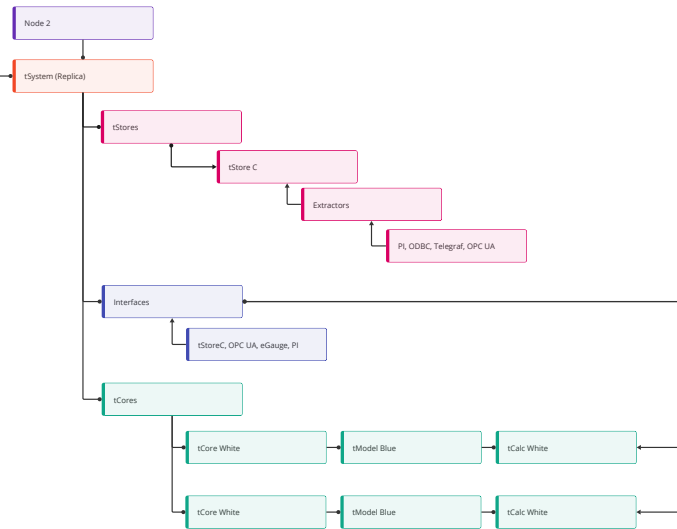 Node 2
tSystem (Replica)
tStores
tStore C
Extractors
PI, ODBC, Telegraf, OPC UA
Interfaces
tStoreC, OPC UA, eGauge, PI
tCores
tCore White
tModel Blue
tCalc White
tCore White
tModel Blue
tCalc White